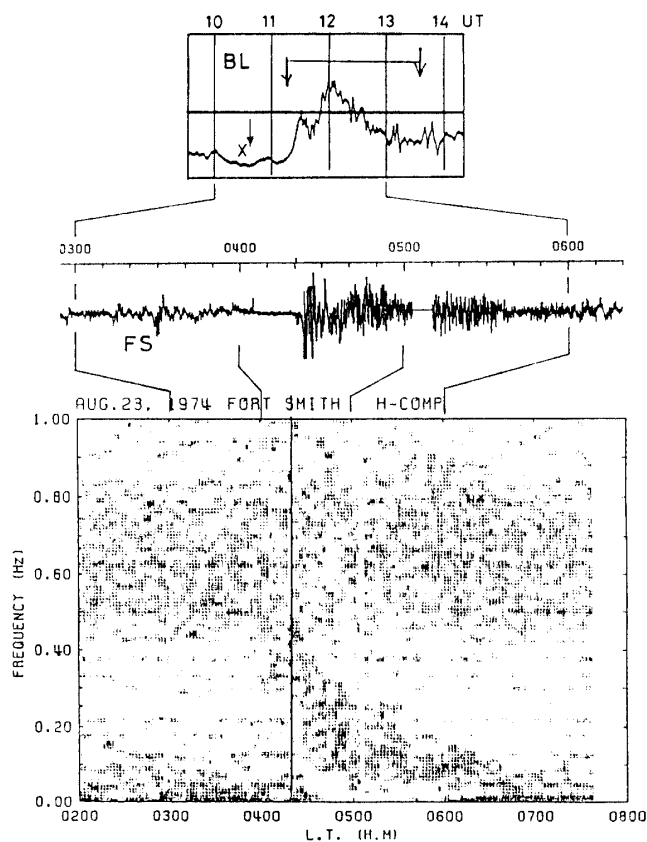 10 11 12 13 14 UT
BL
X
0300 0400 0500 0600
FS
AUG.23, 1974 FORT SMITH H-COMP
1.00
0.80
0.60
0.40
0.20
0.00
FREQUENCY (Hz)
0200 0300 0400 0500 0600 0700 0800
L.T. (H.M)